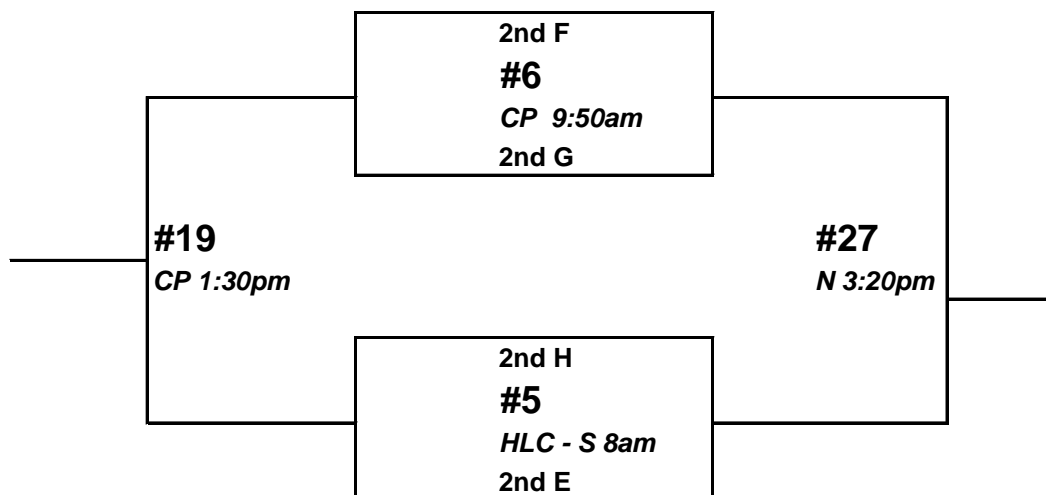 2nd F
#6
CP 9:50am
2nd G
#19
CP 1:30pm
#27
N 3:20pm
2nd H
#5
HLC - S 8am
2nd E